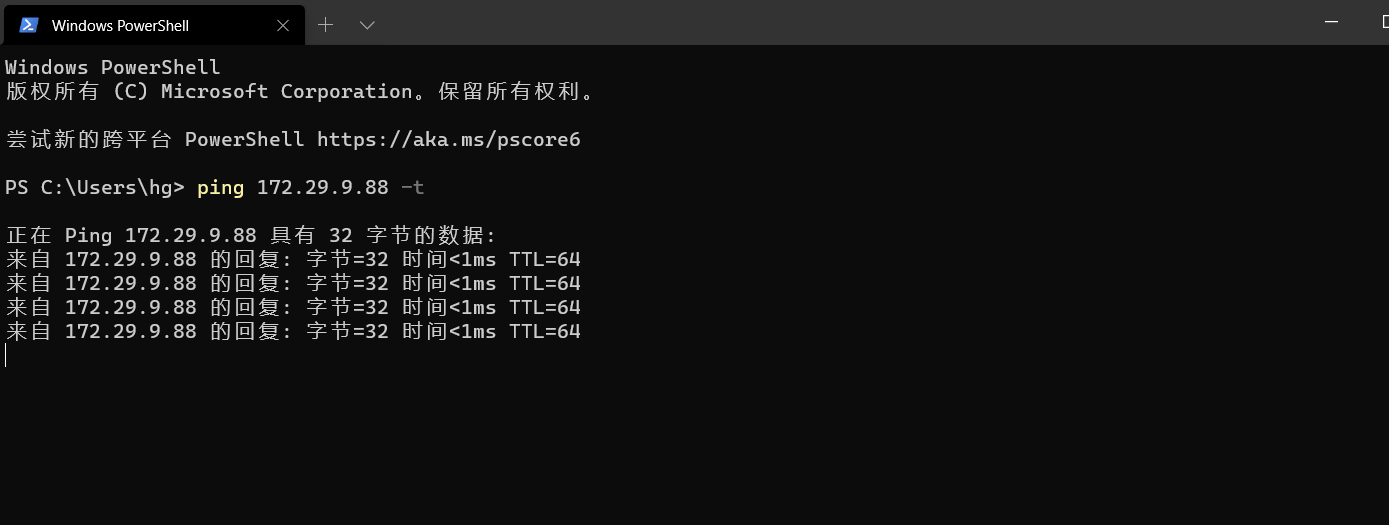 Windows PowerShell
Windows PowerShell
版权所有 (C) Microsoft Corporation。保留所有权利。
尝试新的跨平台 PowerShell https://aka.ms/pscore6
PS C:\Users\hg> ping 172.29.9.88 -t
正在 Ping 172.29.9.88 具有 32 字节的数据:
来自 172.29.9.88 的回复: 字节=32 时间<1ms TTL=64
来自 172.29.9.88 的回复: 字节=32 时间<1ms TTL=64
来自 172.29.9.88 的回复: 字节=32 时间<1ms TTL=64
来自 172.29.9.88 的回复: 字节=32 时间<1ms TTL=64